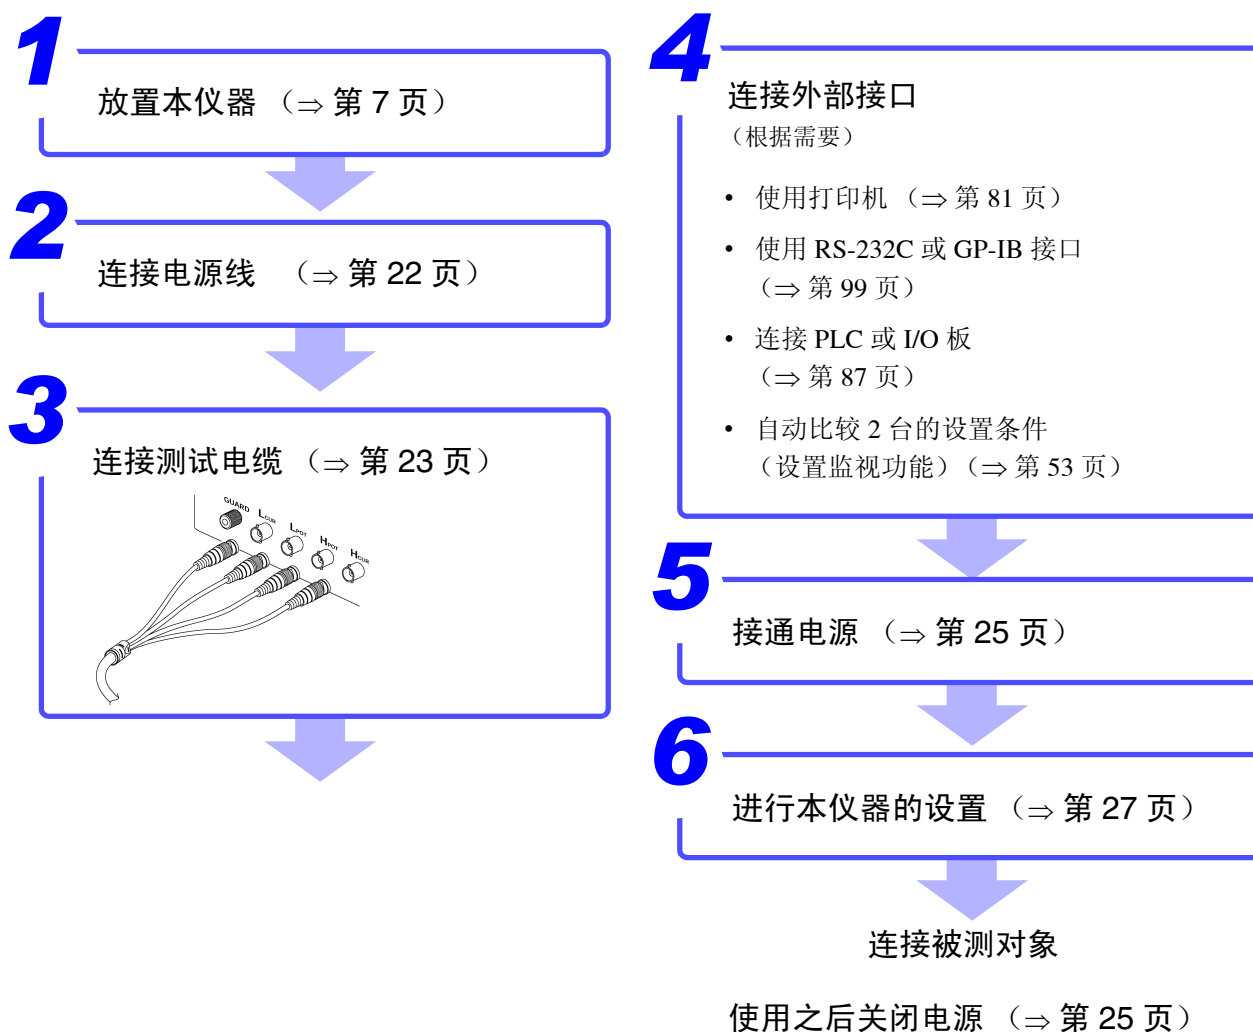 1
放置本仪器 （⇒ 第 7 页）
2
连接电源线 （⇒ 第 22 页）
3
连接测试电缆 （⇒ 第 23 页）
GUARD LCUR LPOT HPOT HCUR
4
连接外部接口
（根据需要）
• 使用打印机 （⇒ 第 81 页）
• 使用 RS-232C 或 GP-IB 接口
（⇒ 第 99 页）
• 连接 PLC 或 I/O 板
（⇒ 第 87 页）
• 自动比较 2 台的设置条件
（设置监视功能）（⇒ 第 53 页）
5
接通电源 （⇒ 第 25 页）
6
进行本仪器的设置 （⇒ 第 27 页）
连接被测对象
使用之后关闭电源 （⇒ 第 25 页）